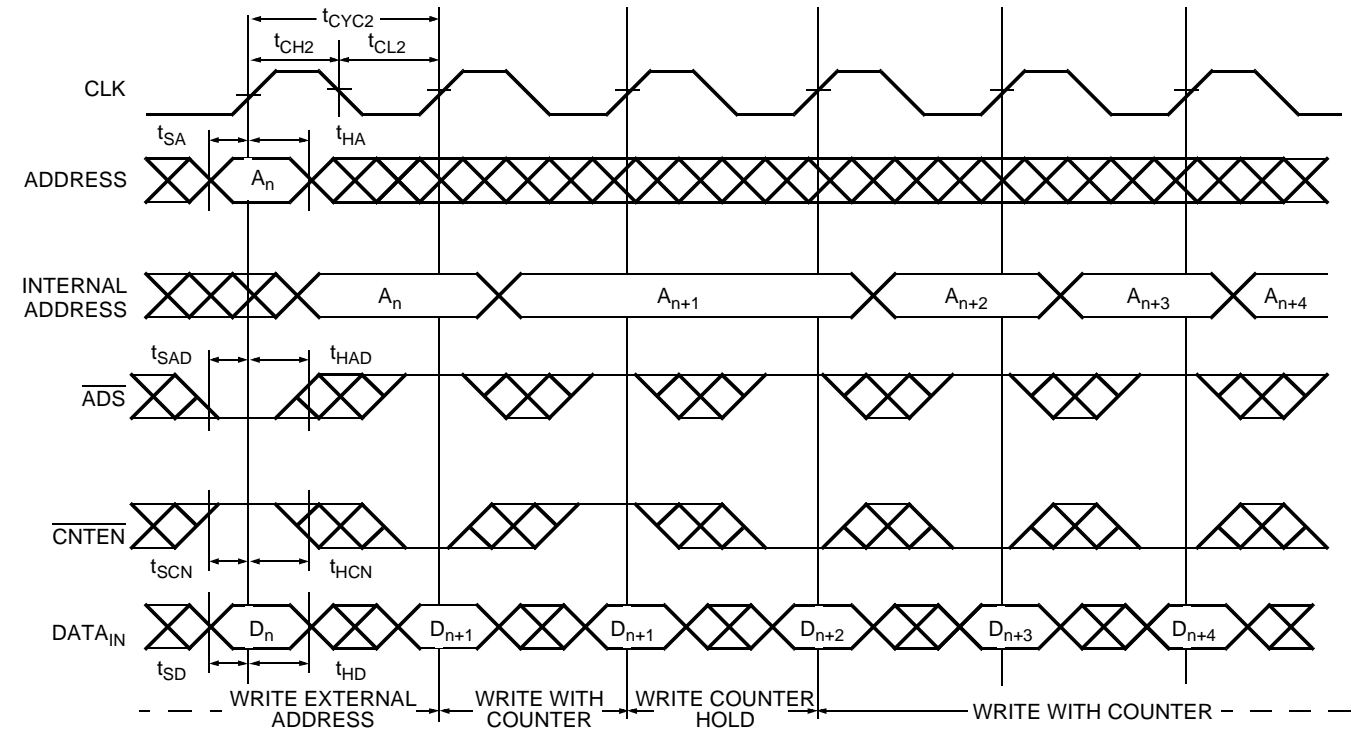 tCYC2
tCH2 tCL2
CLK
tSA tHA
ADDRESS An
INTERNAL
ADDRESS An An+1 An+2 An+3 An+4
tSAD tHAD
ADS
CNTEN
tSCN tHCN
DATAIN Dn Dn+1 Dn+1 Dn+2 Dn+3 Dn+4
tSD tHD
WRITE EXTERNAL
ADDRESS
WRITE WITH
COUNTER
WRITE COUNTER
HOLD
WRITE WITH COUNTER